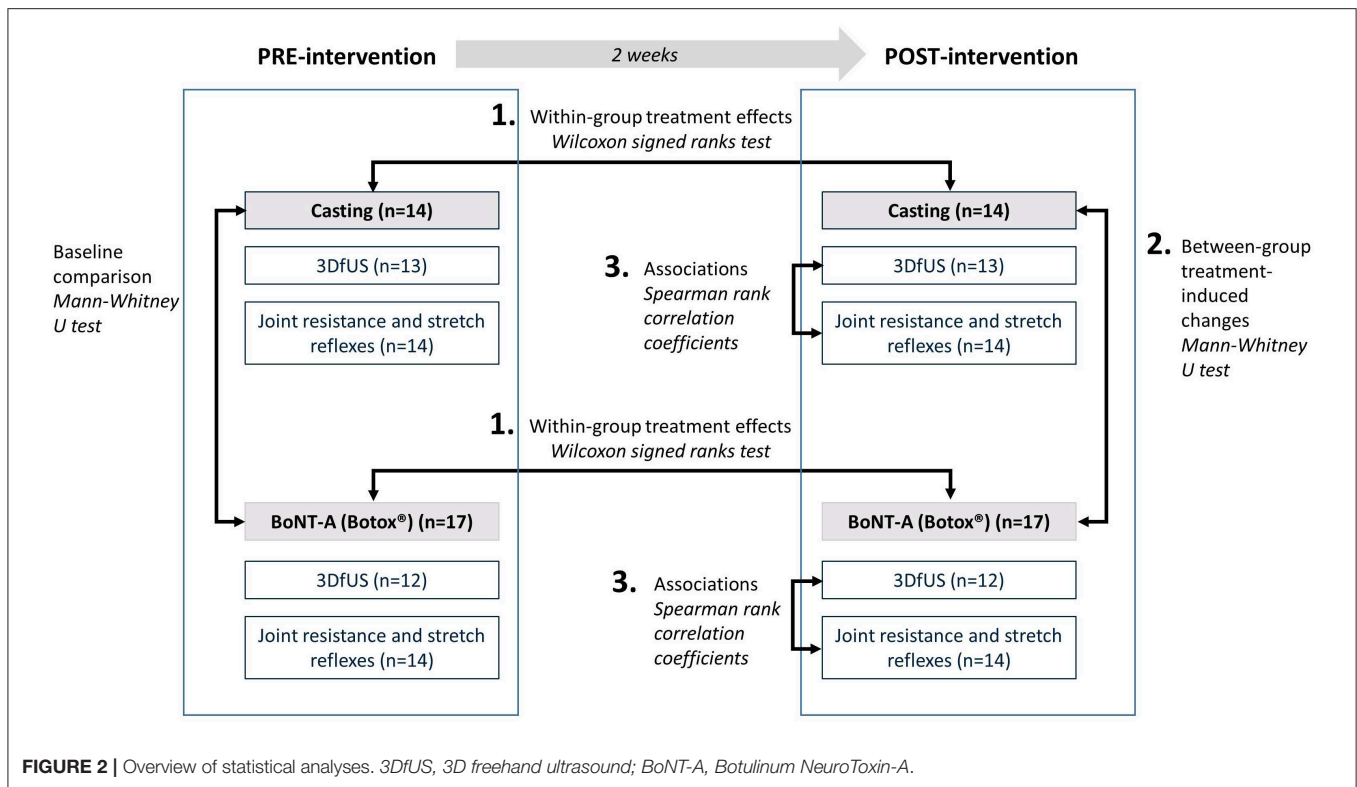 PRE-intervention
2 weeks
POST-intervention
1. Within-group treatment effects
Wilcoxon signed ranks test
Casting (n=14)
3DfUS (n=13)
Joint resistance and stretch
reflexes (n=14)
Baseline
comparison
Mann-Whitney
U test
3. Associations
Spearman rank
correlation
coefficients
Casting (n=14)
3DfUS (n=13)
Joint resistance and stretch
reflexes (n=14)
2. Between-group
treatment-
induced
changes
Mann-Whitney
U test
1. Within-group treatment effects
Wilcoxon signed ranks test
BoNT-A (Botox®) (n=17)
3DfUS (n=12)
Joint resistance and stretch
reflexes (n=14)
3. Associations
Spearman rank
correlation
coefficients
BoNT-A (Botox®) (n=17)
3DfUS (n=12)
Joint resistance and stretch
reflexes (n=14)
FIGURE 2 | Overview of statistical analyses. 3DfUS, 3D freehand ultrasound; BoNT-A, Botulinum NeuroToxin-A.